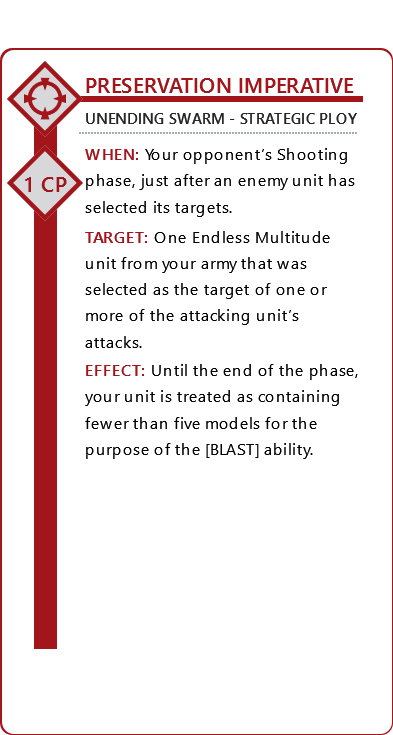 PRESERVATION IMPERATIVE
UNENDING SWARM - STRATEGIC PLOY
1 CP
WHEN: Your opponent's Shooting
phase, just after an enemy unit has
selected its targets.
TARGET: One Endless Multitude
unit from your army that was
selected as the target of one or
more of the attacking unit's
attacks.
EFFECT: Until the end of the phase,
your unit is treated as containing
fewer than five models for the
purpose of the [BLAST] ability.